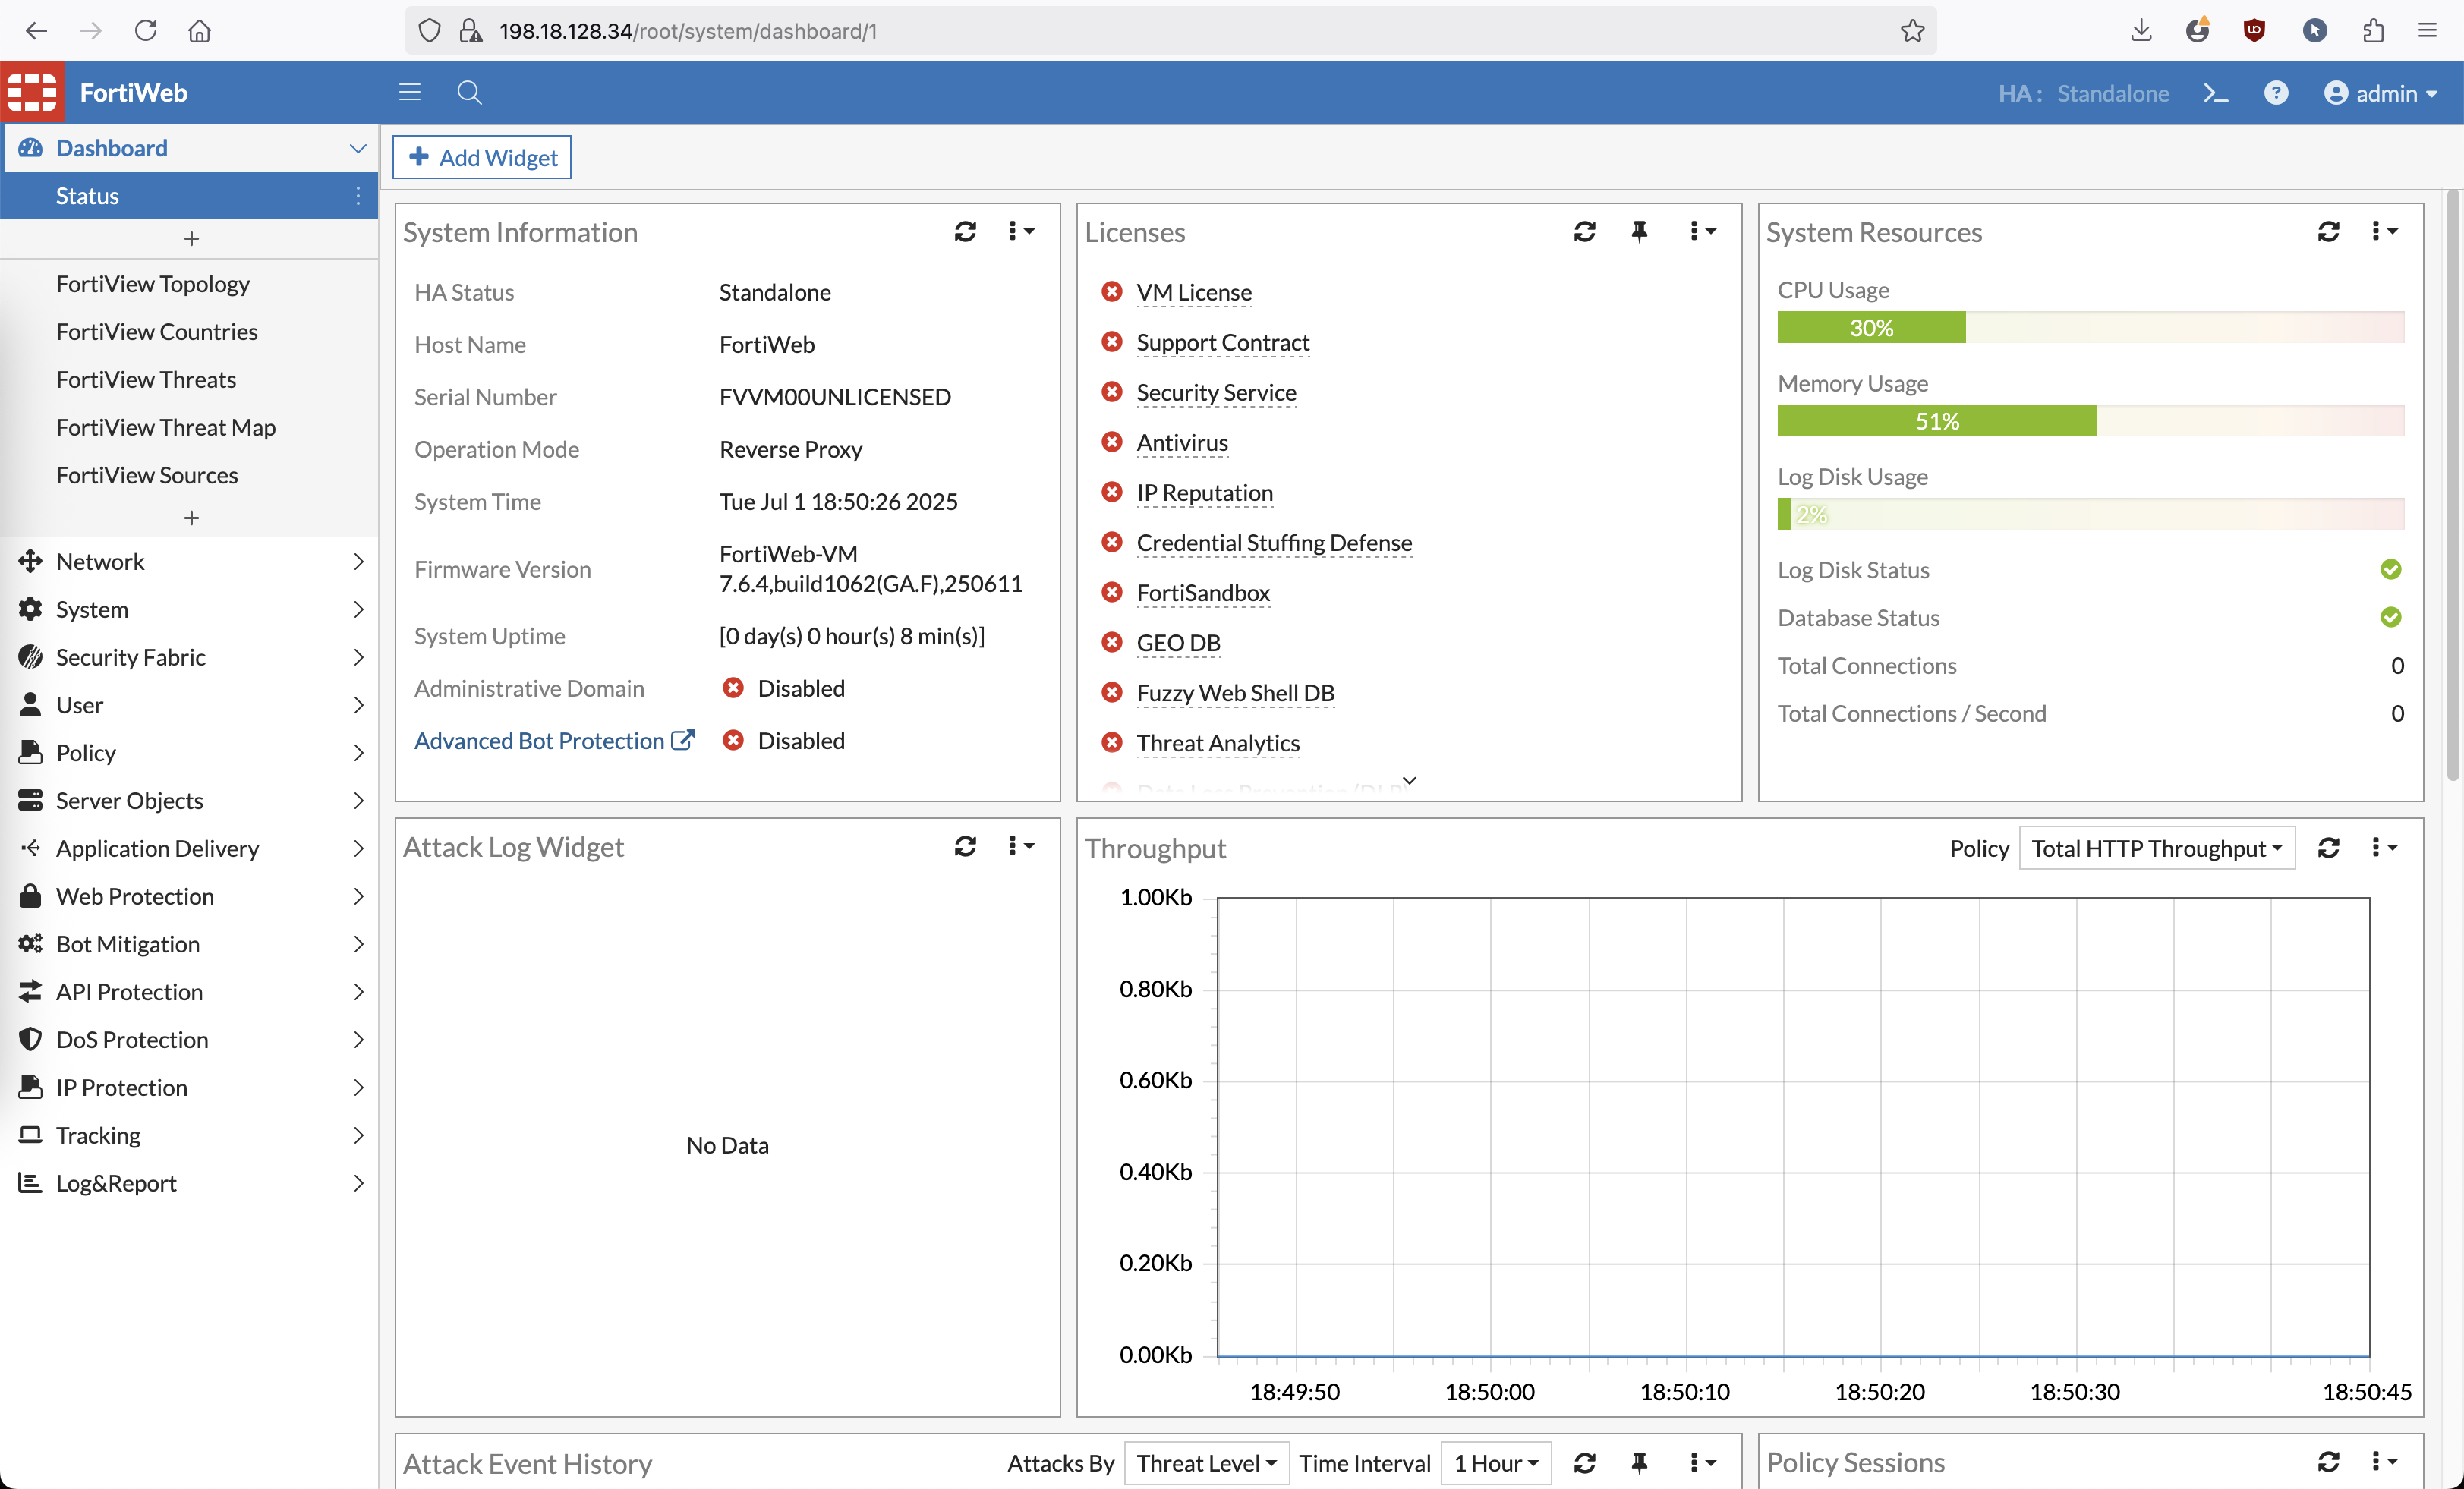 198.18.128.34/root/system/dashboard/1
FortiWeb
HA : Standalone
>_
?
admin
Dashboard
Status
+
FortiView Topology
FortiView Countries
FortiView Threats
FortiView Threat Map
FortiView Sources
+
Network
System
Security Fabric
User
Policy
Server Objects
Application Delivery
Web Protection
Bot Mitigation
API Protection
DoS Protection
IP Protection
Tracking
Log&Report
+ Add Widget
System Information
HA Status Standalone
Host Name FortiWeb
Serial Number FVVM00UNLICENSED
Operation Mode Reverse Proxy
System Time Tue Jul 1 18:50:26 2025
Firmware Version FortiWeb-VM
7.6.4,build1062(GA.F),250611
System Uptime [0 day(s) 0 hour(s) 8 min(s)]
Administrative Domain Disabled
Advanced Bot Protection Disabled
Licenses
VM License
Support Contract
Security Service
Antivirus
IP Reputation
Credential Stuffing Defense
FortiSandbox
GEO DB
Fuzzy Web Shell DB
Threat Analytics
Data Loss Prevention (DLP)
System Resources
CPU Usage
30%
Memory Usage
51%
Log Disk Usage
2%
Log Disk Status
Database Status
Total Connections 0
Total Connections / Second 0
Attack Log Widget
No Data
Throughput
Policy Total HTTP Throughput
1.00Kb
0.80Kb
0.60Kb
0.40Kb
0.20Kb
0.00Kb
18:49:50 18:50:00 18:50:10 18:50:20 18:50:30 18:50:45
Attack Event History
Attacks By Threat Level Time Interval 1 Hour
Policy Sessions